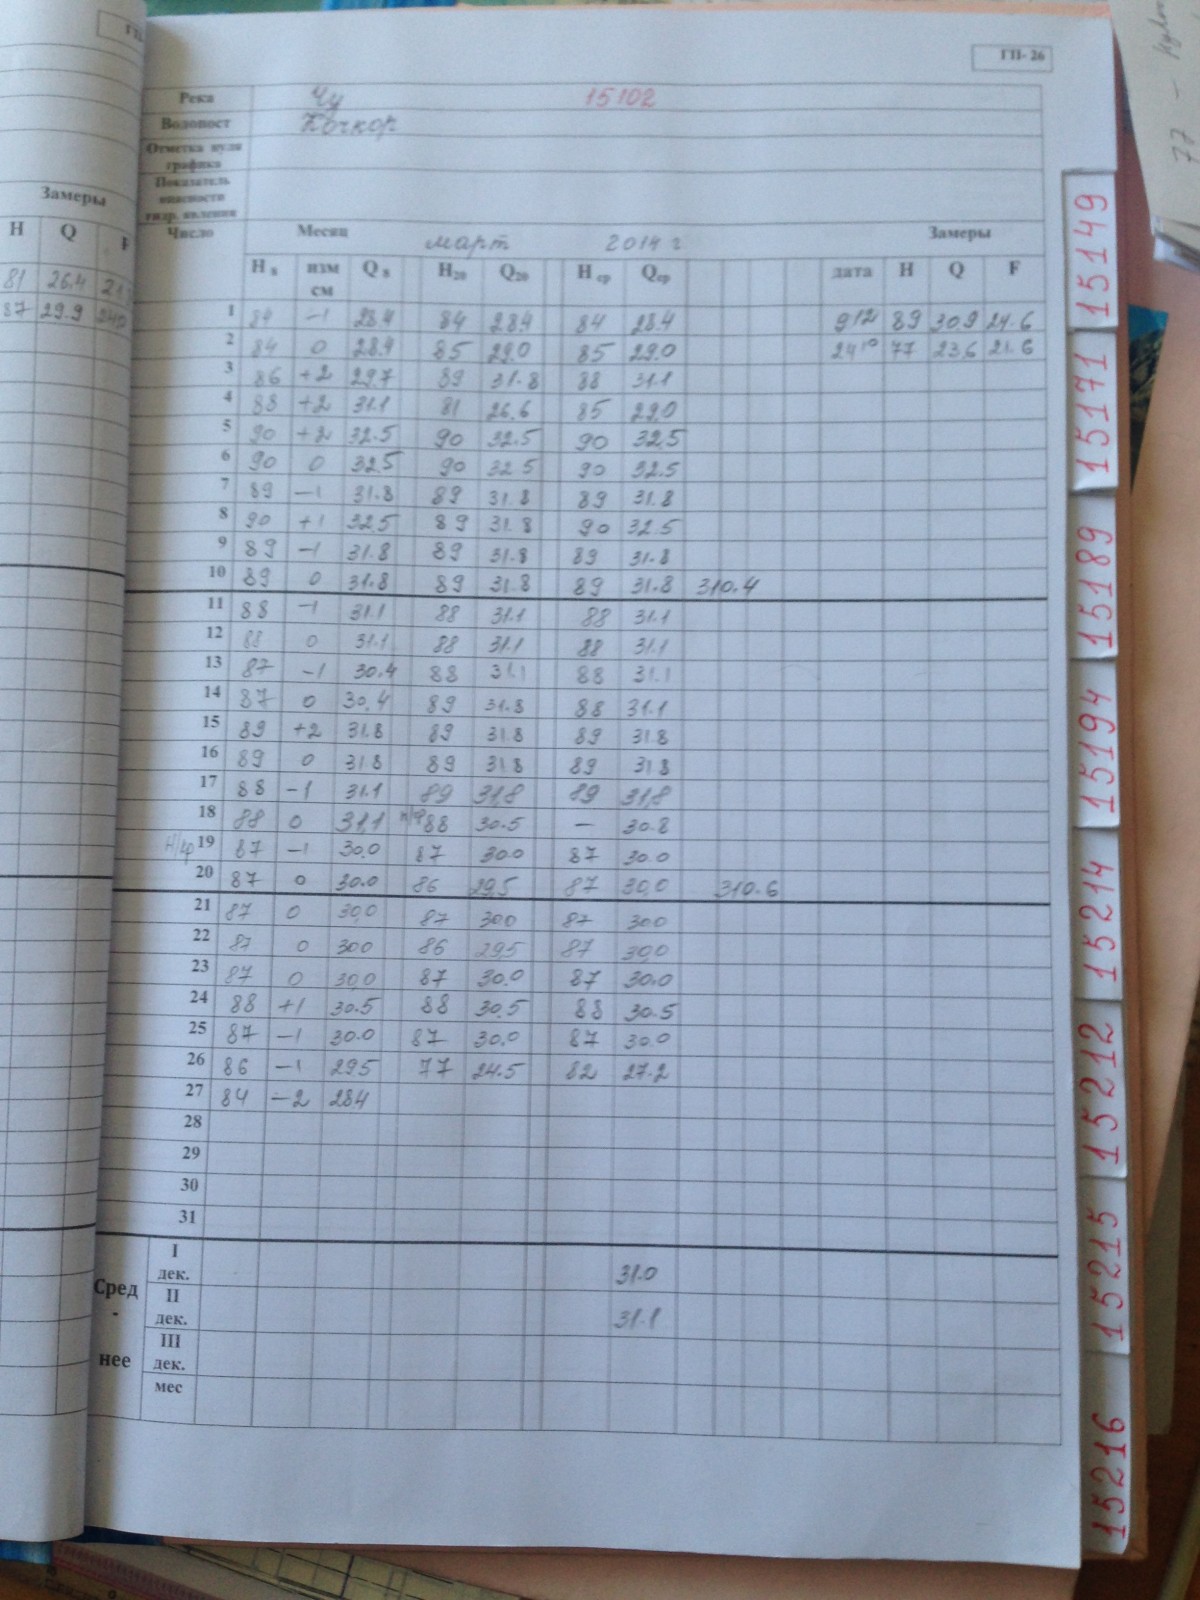 ГП- 26
Река Чу 15102
Водопост Кочкор
Отметка нуля
графика
Показатель
опасности
гидр. явления
Число Месяц март 2014 г Замеры
Н 8 изм см Q 8 H20 Q20 Н ср Qср дата Н Q F
1 84 -1 28.4 84 28.4 84 28.4 9 12 89 30.9 24.6
2 84 0 28.4 85 29.0 85 29.0 24 10 77 23.6 21.6
3 86 +2 29.7 89 31.8 88 31.1
4 88 +2 31.1 81 26.6 85 29.0
5 90 +2 32.5 90 32.5 90 32.5
6 90 0 32.5 90 32.5 90 32.5
7 89 -1 31.8 89 31.8 89 31.8
8 90 +1 32.5 89 31.8 90 32.5
9 89 -1 31.8 89 31.8 89 31.8
10 89 0 31.8 89 31.8 89 31.8 310.4
11 88 -1 31.1 88 31.1 88 31.1
12 88 0 31.1 88 31.1 88 31.1
13 87 -1 30.4 88 31.1 88 31.1
14 87 0 30.4 89 31.8 88 31.1
15 89 +2 31.8 89 31.8 89 31.8
16 89 0 31.8 89 31.8 89 31.8
17 88 -1 31.1 89 31.8 89 31.8
18 88 0 31.1 н/ф 88 30.5 — 30.8
н/ф 19 87 -1 30.0 87 30.0 87 30.0
20 87 0 30.0 86 29.5 87 30.0 310.6
21 87 0 30.0 87 30.0 87 30.0
22 87 0 30.0 86 29.5 87 30.0
23 87 0 30.0 87 30.0 87 30.0
24 88 +1 30.5 88 30.5 88 30.5
25 87 -1 30.0 87 30.0 87 30.0
26 86 -1 29.5 77 24.5 82 27.2
27 84 -2 28.4
28
29
30
31
Сред
-
нее
I
дек. 31.0
II
дек. 31.1
III
дек.
мес
Замеры
Н Q F
81 26.4
87 29.9
15149
15171
15189
15194
15214
15212
15215
15216